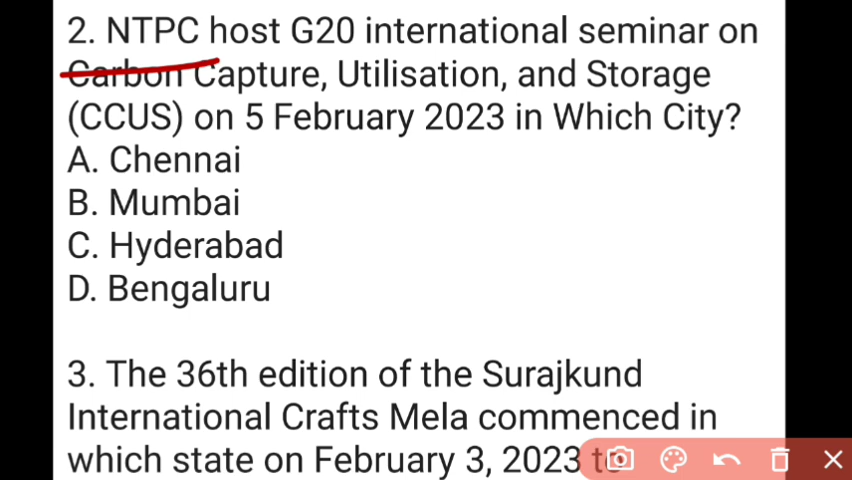 2. NTPC host G20 international seminar on
Carbon Capture, Utilisation, and Storage
(CCUS) on 5 February 2023 in Which City?
A. Chennai
B. Mumbai
C. Hyderabad
D. Bengaluru
3. The 36th edition of the Surajkund
International Crafts Mela commenced in
which state on February 3, 2023 to